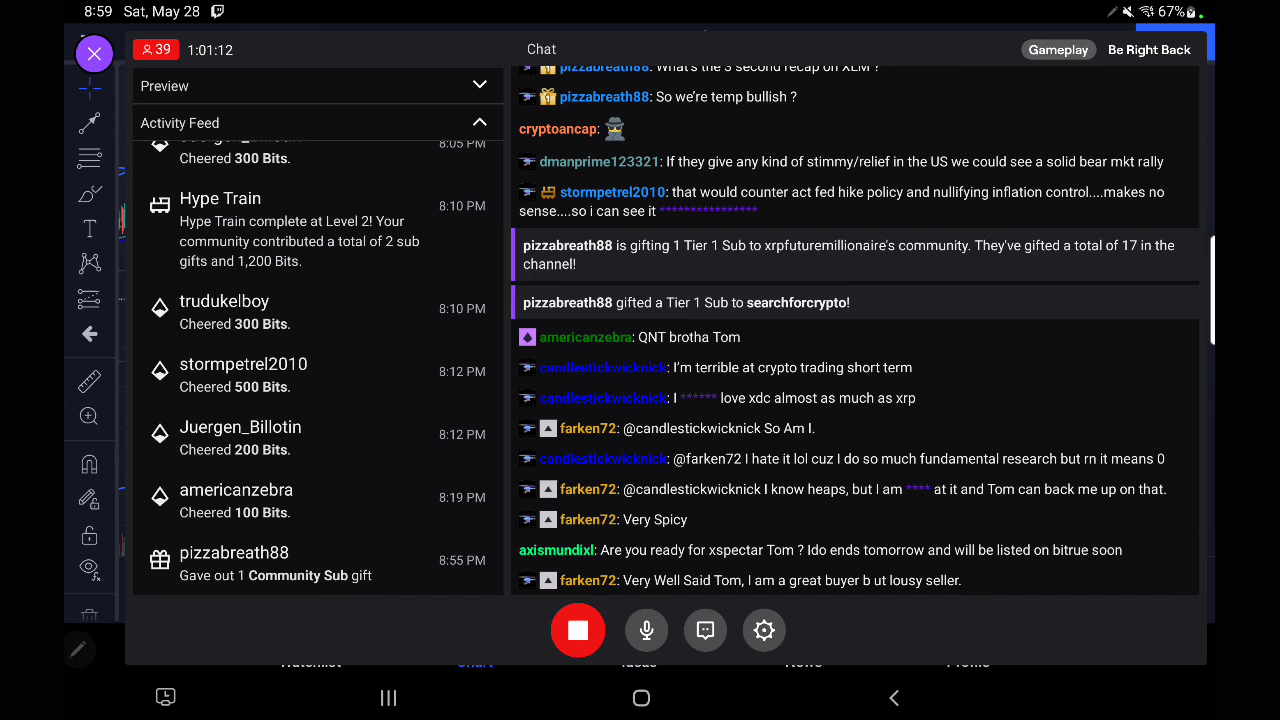 8:59 Sat, May 28
67%
39 1:01:12
Chat
Gameplay
Be Right Back
Preview
Activity Feed
8:05 PM
Cheered 300 Bits.
Hype Train
8:10 PM
Hype Train complete at Level 2! Your
community contributed a total of 2 sub
gifts and 1,200 Bits.
trudukelboy
8:10 PM
Cheered 300 Bits.
stormpetrel2010
8:12 PM
Cheered 500 Bits.
Juergen_Billotin
8:12 PM
Cheered 200 Bits.
americanzebra
8:19 PM
Cheered 100 Bits.
pizzabreath88
8:55 PM
Gave out 1 Community Sub gift
pizzabreath88: What's the 3 second recap on XLM ?
pizzabreath88: So we're temp bullish ?
cryptoancap:
dmanprime123321: If they give any kind of stimmy/relief in the US we could see a solid bear mkt rally
stormpetrel2010: that would counter act fed hike policy and nullifying inflation control....makes no
sense....so i can see it ****************
pizzabreath88 is gifting 1 Tier 1 Sub to xrpfuturemillionaire's community. They've gifted a total of 17 in the
channel!
pizzabreath88 gifted a Tier 1 Sub to searchforcrypto!
americanzebra: QNT brotha Tom
candlestickwicknick: I'm terrible at crypto trading short term
candlestickwicknick: I ****** love xdc almost as much as xrp
farken72: @candlestickwicknick So Am I.
candlestickwicknick: @farken72 I hate it lol cuz I do so much fundamental research but rn it means 0
farken72: @candlestickwicknick I know heaps, but I am **** at it and Tom can back me up on that.
farken72: Very Spicy
axismundixl: Are you ready for xspectar Tom ? Ido ends tomorrow and will be listed on bitrue soon
farken72: Very Well Said Tom, I am a great buyer b ut lousy seller.
Watchlist Chart Ideas News Profile